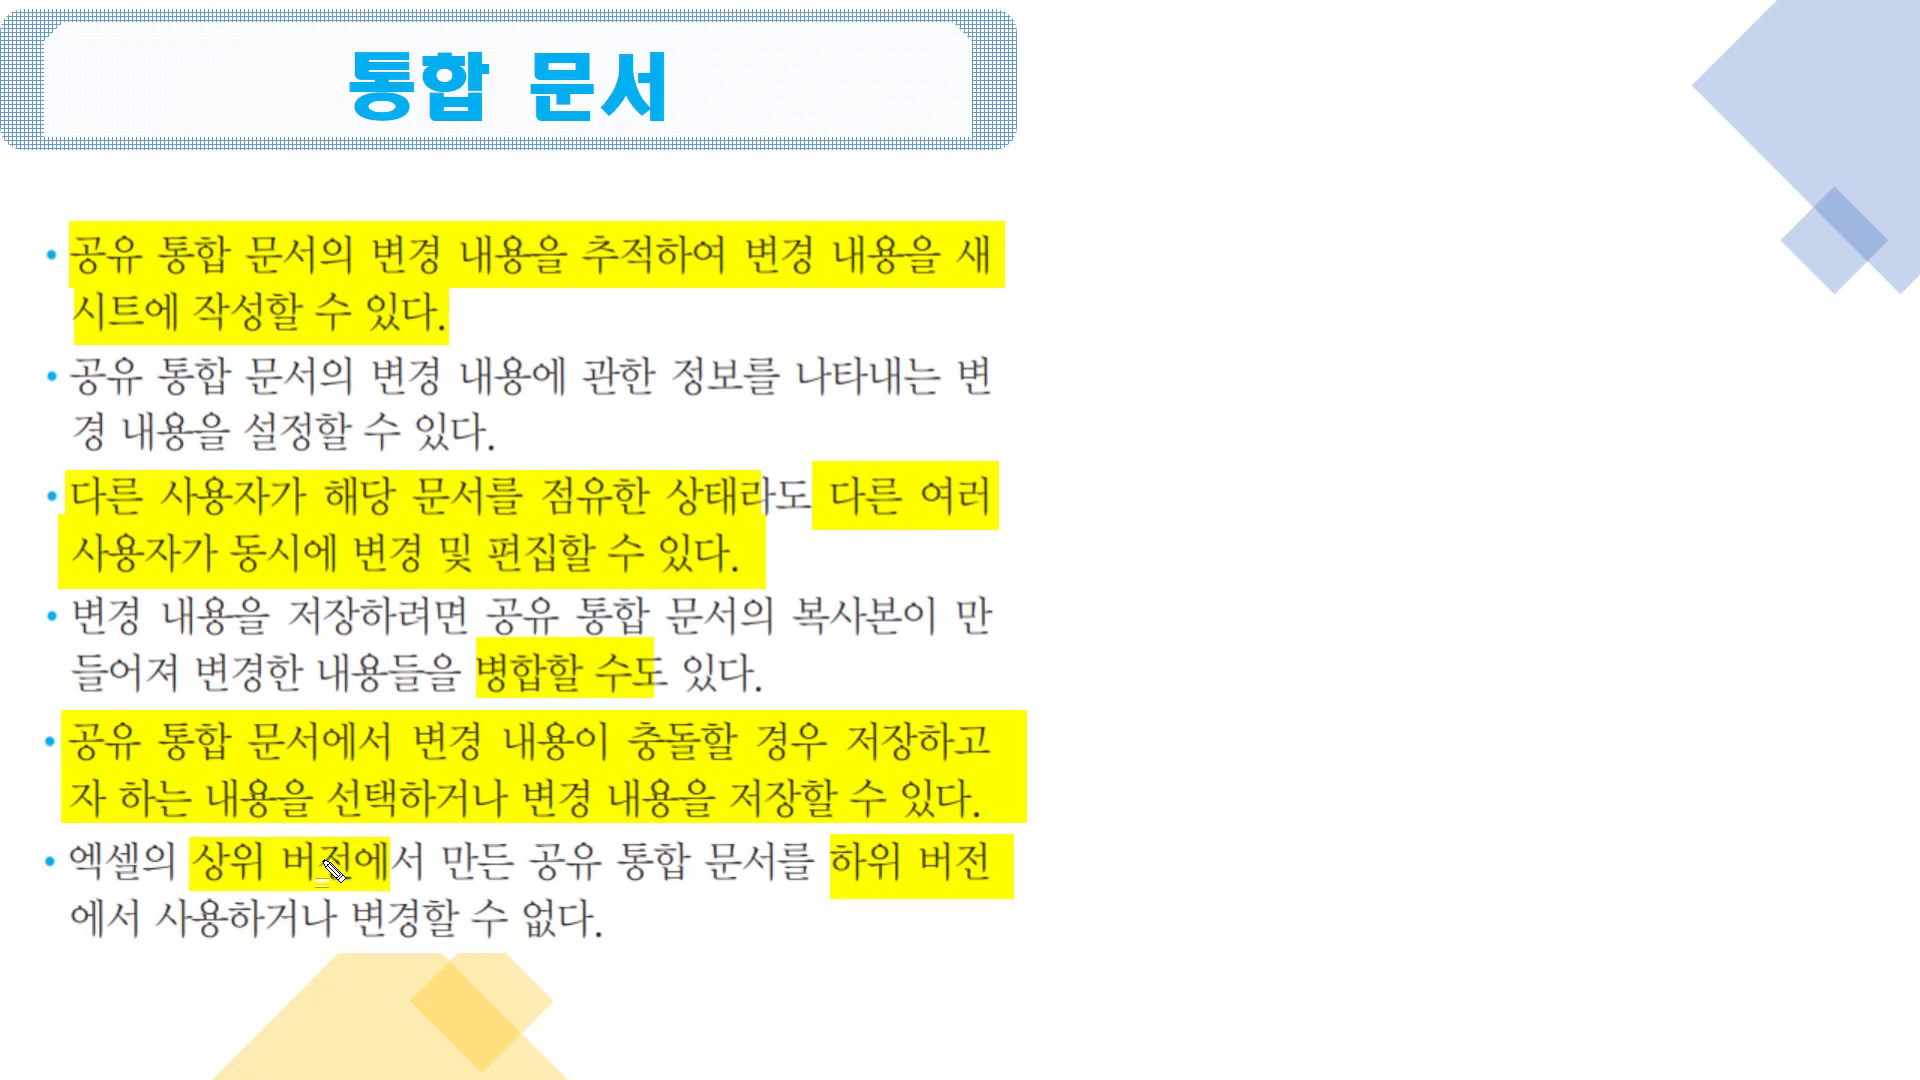 통합 문서
• 공유 통합 문서의 변경 내용을 추적하여 변경 내용을 새
시트에 작성할 수 있다.
• 공유 통합 문서의 변경 내용에 관한 정보를 나타내는 변
경 내용을 설정할 수 있다.
• 다른 사용자가 해당 문서를 점유한 상태라도 다른 여러
사용자가 동시에 변경 및 편집할 수 있다.
• 변경 내용을 저장하려면 공유 통합 문서의 복사본이 만
들어져 변경한 내용들을 병합할 수도 있다.
• 공유 통합 문서에서 변경 내용이 충돌할 경우 저장하고
자 하는 내용을 선택하거나 변경 내용을 저장할 수 있다.
• 엑셀의 상위 버전에서 만든 공유 통합 문서를 하위 버전
에서 사용하거나 변경할 수 없다.